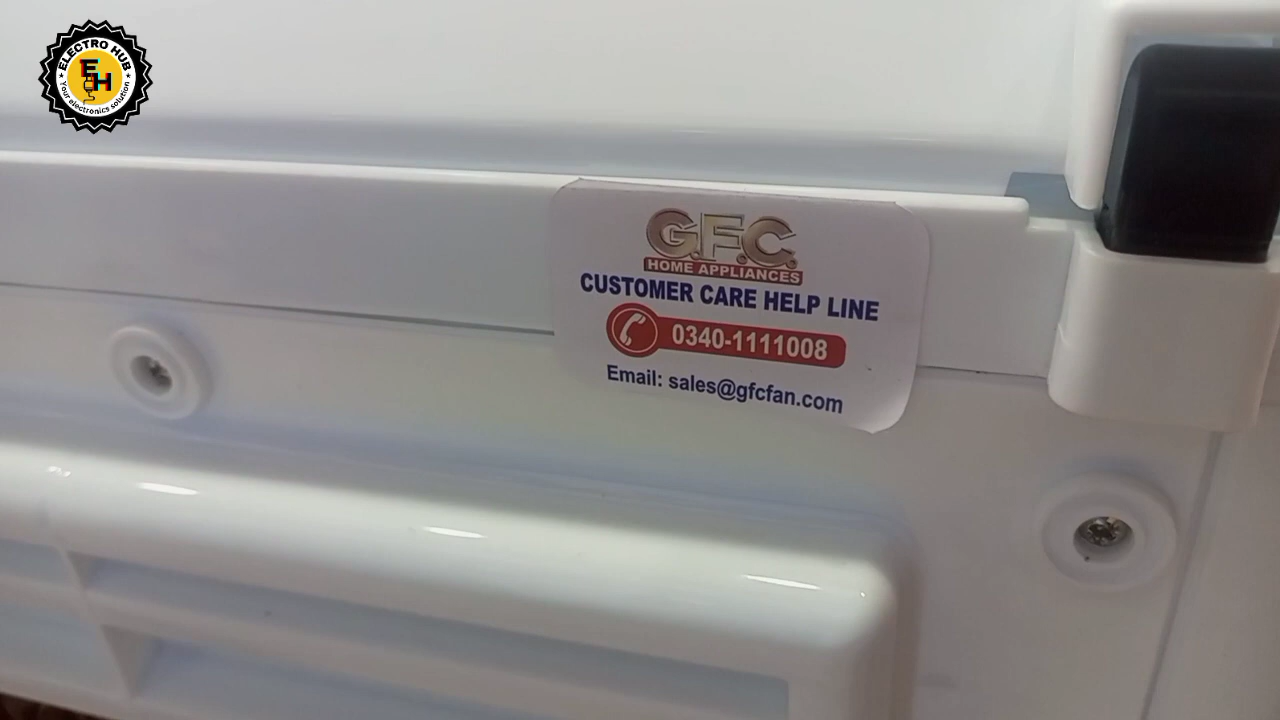 ELECTRO HUB
EH
Your electronics solution
G.F.C.
HOME APPLIANCES
CUSTOMER CARE HELP LINE
0340-1111008
Email: sales@gfcfan.com